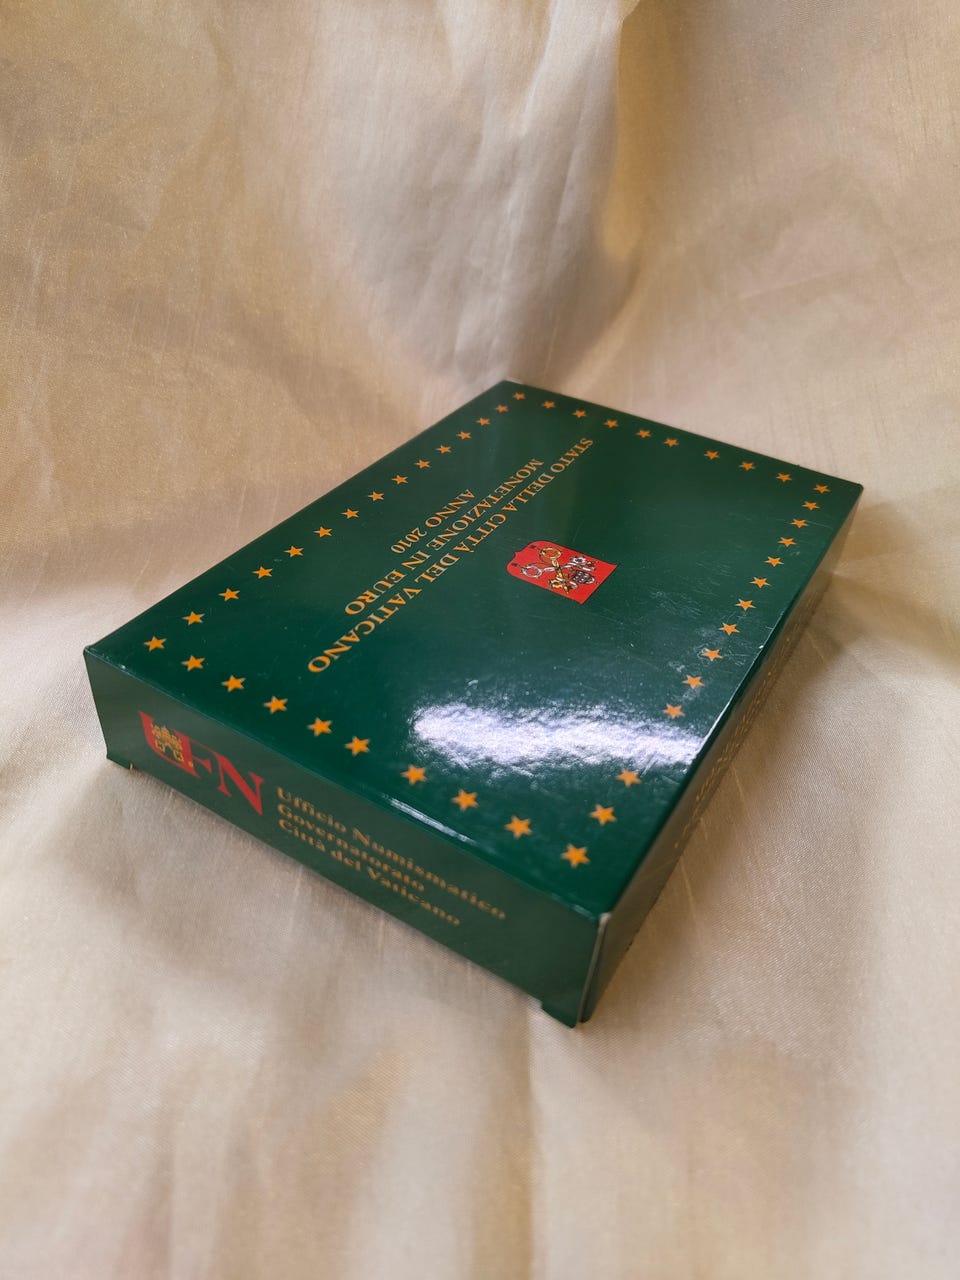 STATO DELLA CITTÀ DEL VATICANO
MONETAZIONE IN EURO
ANNO 2010
UFN
Ufficio Numismatico
Governatorato
Città del Vaticano